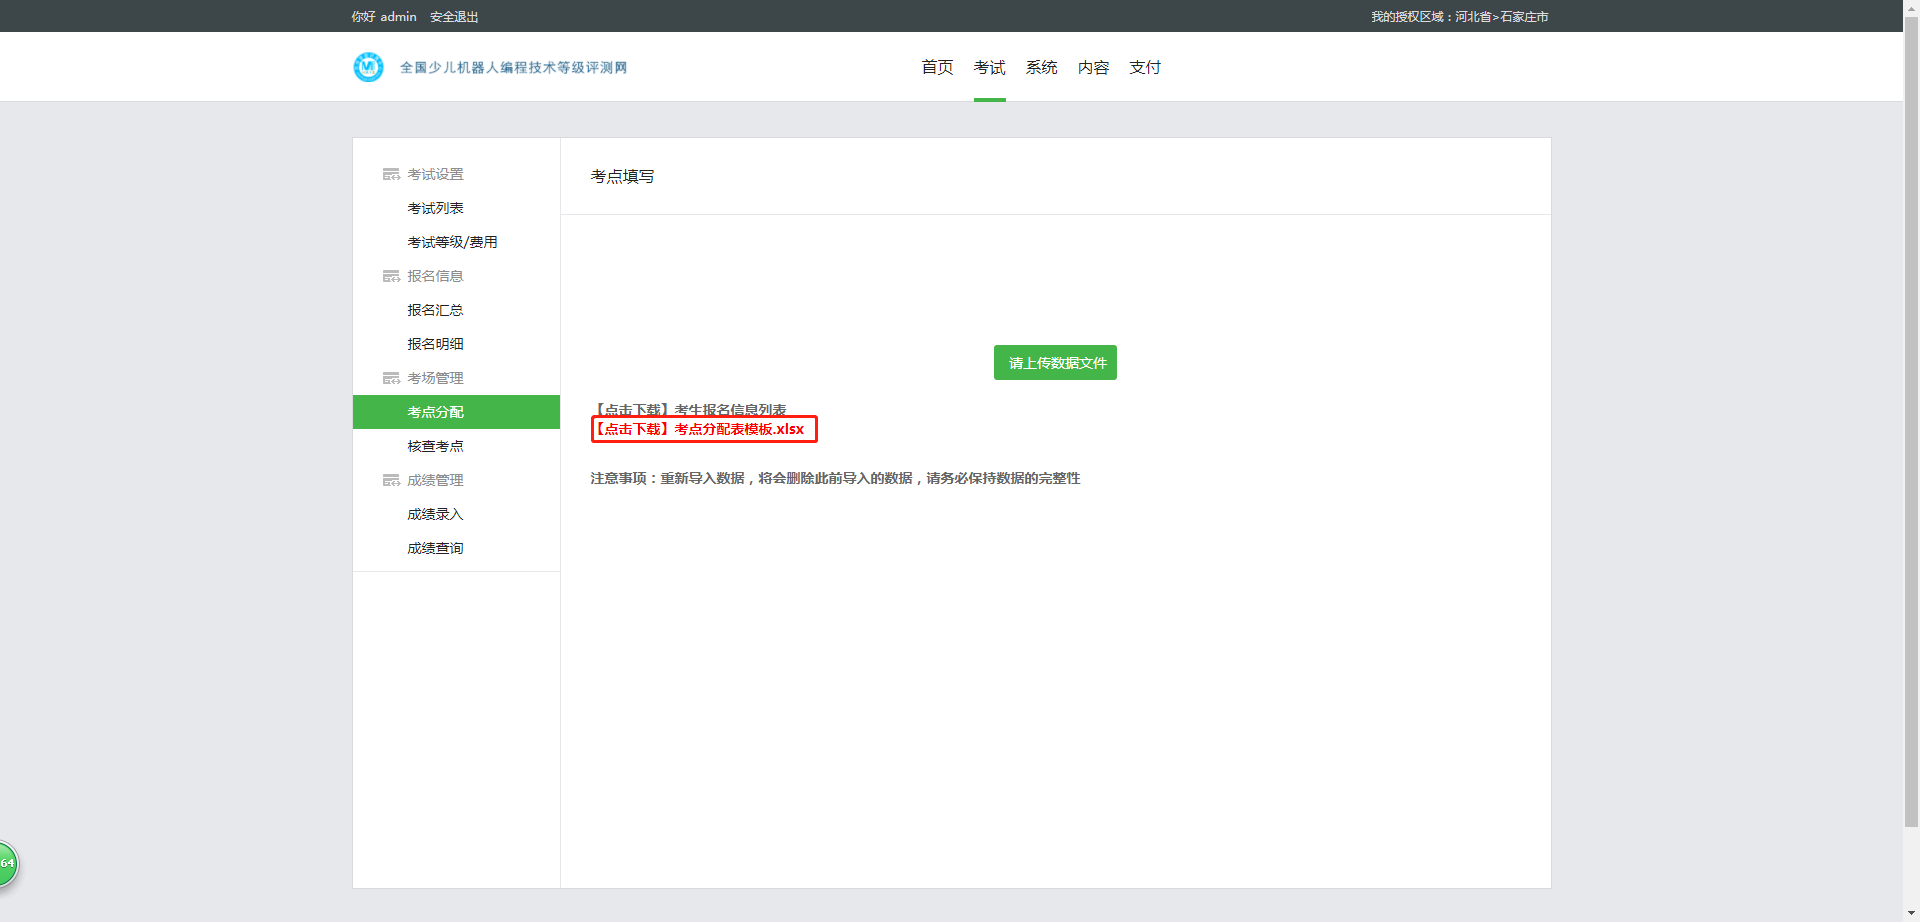 你好 admin 安全退出
我的授权区域：河北省>石家庄市
全国少儿机器人编程技术等级评测网
首页 考试 系统 内容 支付
考试设置
考试列表
考试等级/费用
报名信息
报名汇总
报名明细
考场管理
考点分配
核查考点
成绩管理
成绩录入
成绩查询
考点填写
请上传数据文件
【点击下载】考生报名信息列表
【点击下载】考点分配表模板.xlsx
注意事项：重新导入数据，将会删除此前导入的数据，请务必保持数据的完整性
64